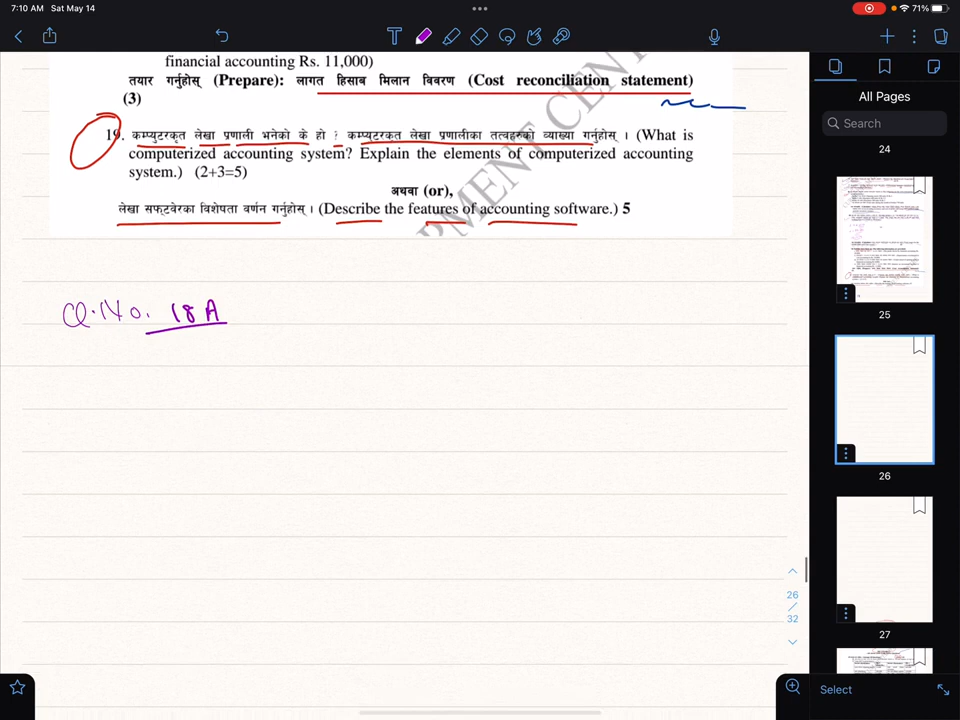 7:10 AM Sat May 14
71%
financial accounting Rs. 11,000)
तयार गर्नुहोस् (Prepare): लागत हिसाब मिलान विवरण (Cost reconciliation statement)
(3)
19. कम्प्युटरकृत लेखा प्रणाली भनेको के हो ? कम्प्युटरकृत लेखा प्रणालीका तत्वहरुको व्याख्या गर्नुहोस् । (What is
computerized accounting system? Explain the elements of computerized accounting
system.) (2+3=5)
अथवा (or),
लेखा सफ्टवेरका विशेषता वर्णन गर्नुहोस् । (Describe the features of accounting software.) 5
Q.No. 18A
26
/
32
All Pages
Search
24
25
26
27
Select